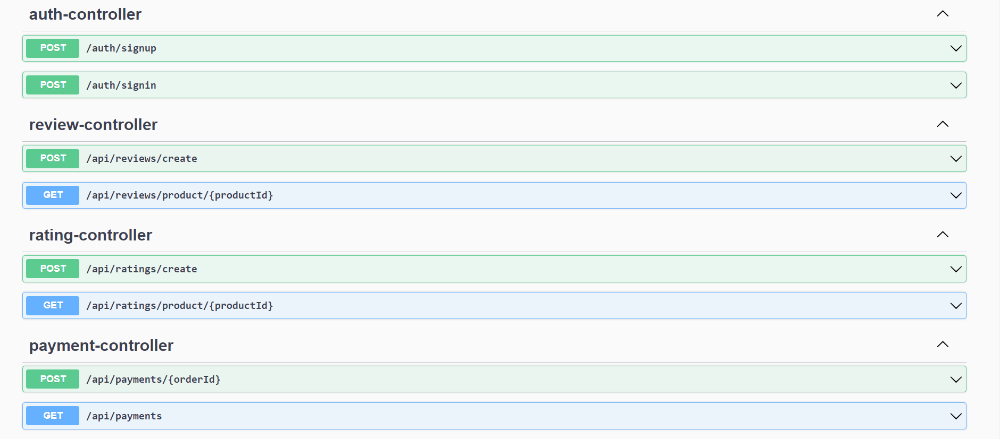 auth-controller
POST /auth/signup
POST /auth/signin
review-controller
POST /api/reviews/create
GET /api/reviews/product/{productId}
rating-controller
POST /api/ratings/create
GET /api/ratings/product/{productId}
payment-controller
POST /api/payments/{orderId}
GET /api/payments